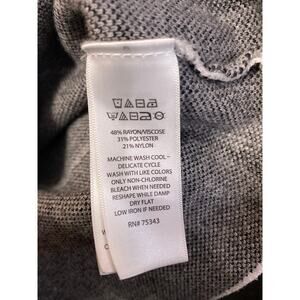 48% RAYON/VISCOSE
31% POLYESTER
21% NYLON
MACHINE WASH COOL -
DELICATE CYCLE
WASH WITH LIKE COLORS
ONLY NON-CHLORINE
BLEACH WHEN NEEDED
RESHAPE WHILE DAMP
DRY FLAT
LOW IRON IF NEEDED
RN# 75343